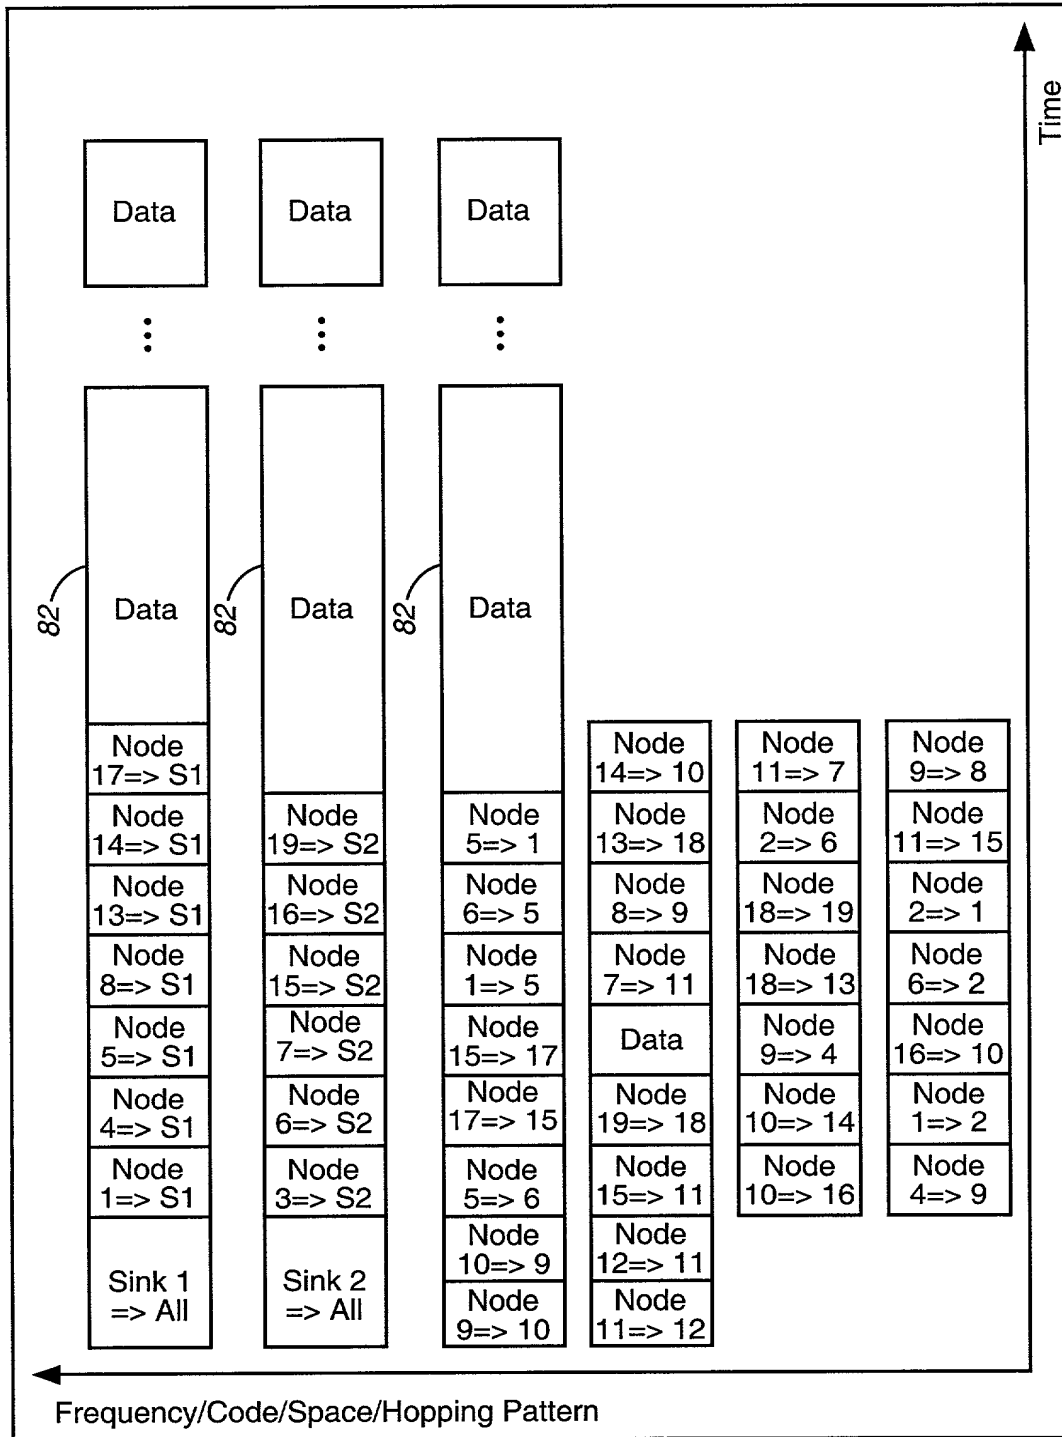 Time
Data
Data
Data
82
Data
82
Data
82
Data
Node
17=> S1
Node
14=> 10
Node
11=> 7
Node
9=> 8
Node
14=> S1
Node
19=> S2
Node
5=> 1
Node
13=> 18
Node
2=> 6
Node
11=> 15
Node
13=> S1
Node
16=> S2
Node
6=> 5
Node
8=> 9
Node
18=> 19
Node
2=> 1
Node
8=> S1
Node
15=> S2
Node
1=> 5
Node
7=> 11
Node
18=> 13
Node
6=> 2
Node
5=> S1
Node
7=> S2
Node
15=> 17
Data
Node
9=> 4
Node
16=> 10
Node
4=> S1
Node
6=> S2
Node
17=> 15
Node
19=> 18
Node
10=> 14
Node
1=> 2
Node
1=> S1
Node
3=> S2
Node
5=> 6
Node
15=> 11
Node
10=> 16
Node
4=> 9
Sink 1
=> All
Sink 2
=> All
Node
10=> 9
Node
12=> 11
Node
9=> 10
Node
11=> 12
Frequency/Code/Space/Hopping Pattern